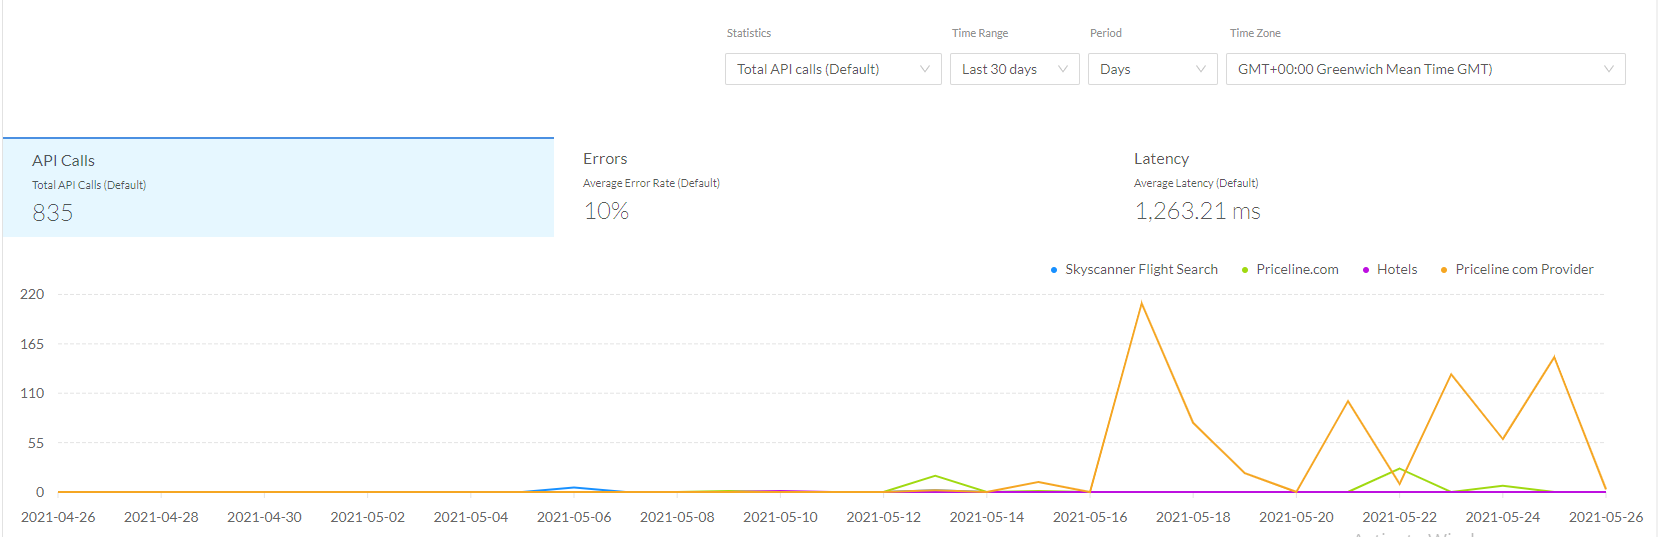 Statistics Time Range Period Time Zone
Total API calls (Default) Last 30 days Days GMT+00:00 Greenwich Mean Time GMT)
API Calls
Total API Calls (Default)
835
Errors
Average Error Rate (Default)
10%
Latency
Average Latency (Default)
1,263.21 ms
Skyscanner Flight Search Priceline.com Hotels Priceline com Provider
220
165
110
55
0
2021-04-26 2021-04-28 2021-04-30 2021-05-02 2021-05-04 2021-05-06 2021-05-08 2021-05-10 2021-05-12 2021-05-14 2021-05-16 2021-05-18 2021-05-20 2021-05-22 2021-05-24 2021-05-26